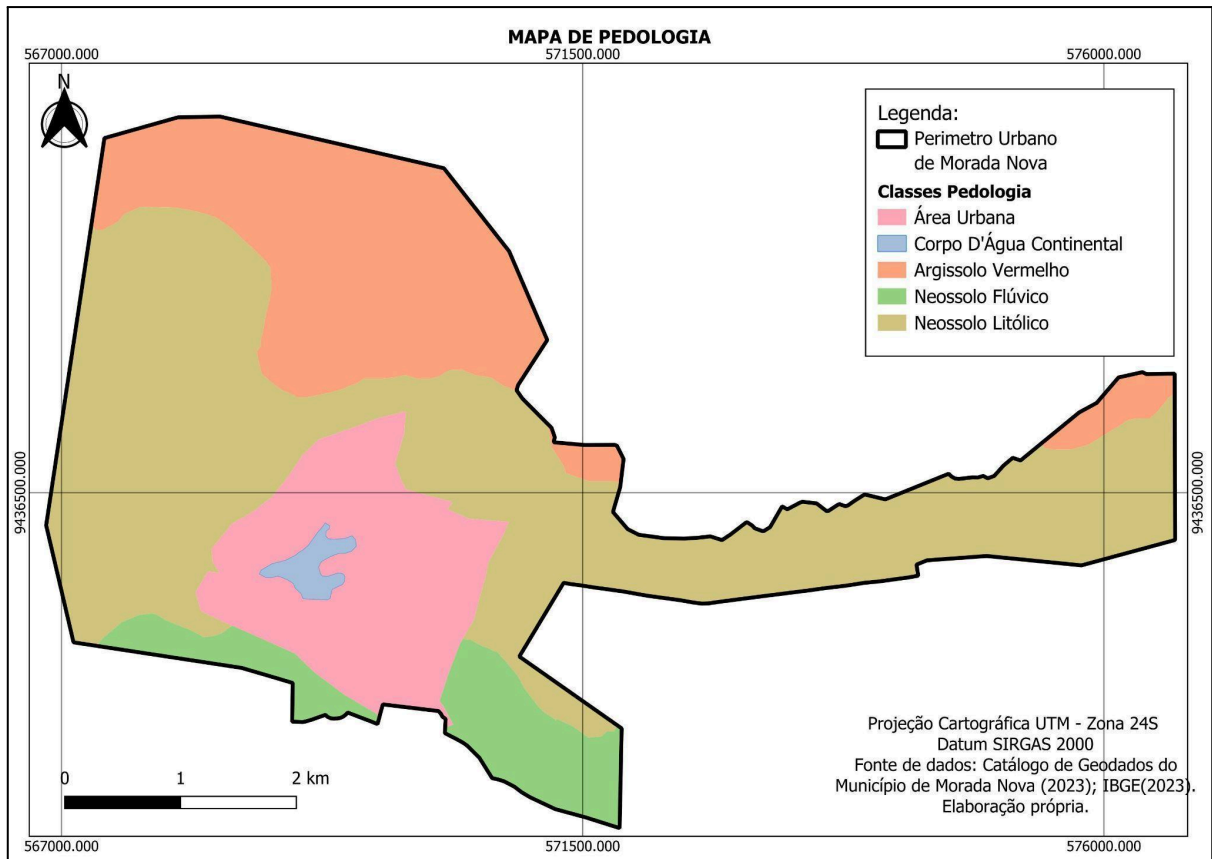 MAPA DE PEDOLOGIA
567000.000
571500.000
576000.000
N
Legenda:
Perimetro Urbano
de Morada Nova
Classes Pedologia
Área Urbana
Corpo D'Água Continental
Argissolo Vermelho
Neossolo Flúvico
Neossolo Litólico
9436500.000
9436500.000
Projeção Cartográfica UTM - Zona 24S
Datum SIRGAS 2000
Fonte de dados: Catálogo de Geodados do
Município de Morada Nova (2023); IBGE(2023).
Elaboração própria.
0 1 2 km
567000.000
571500.000
576000.000